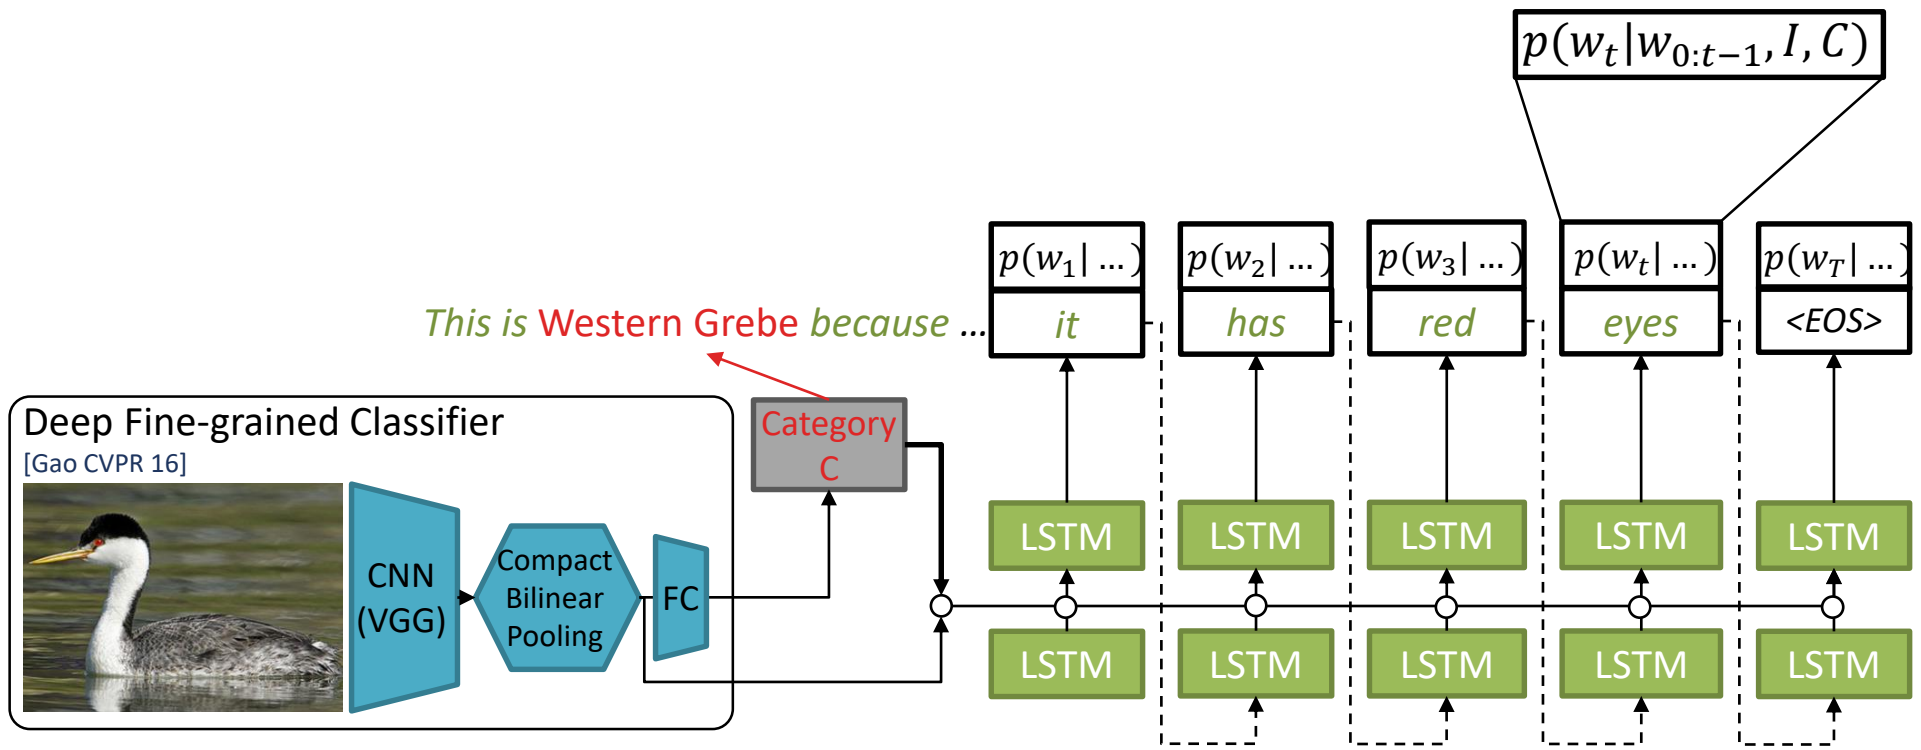 p(w_t|w_{0:t−1}, I, C)
p(w_1| …) p(w_2| …) p(w_3| …) p(w_t| …) p(w_T| …)
This is Western Grebe because … it has red eyes <EOS>
Deep Fine-grained Classifier
[Gao CVPR 16]
Category
C
CNN
(VGG)
Compact
Bilinear
Pooling
FC
LSTM LSTM LSTM LSTM LSTM
LSTM LSTM LSTM LSTM LSTM